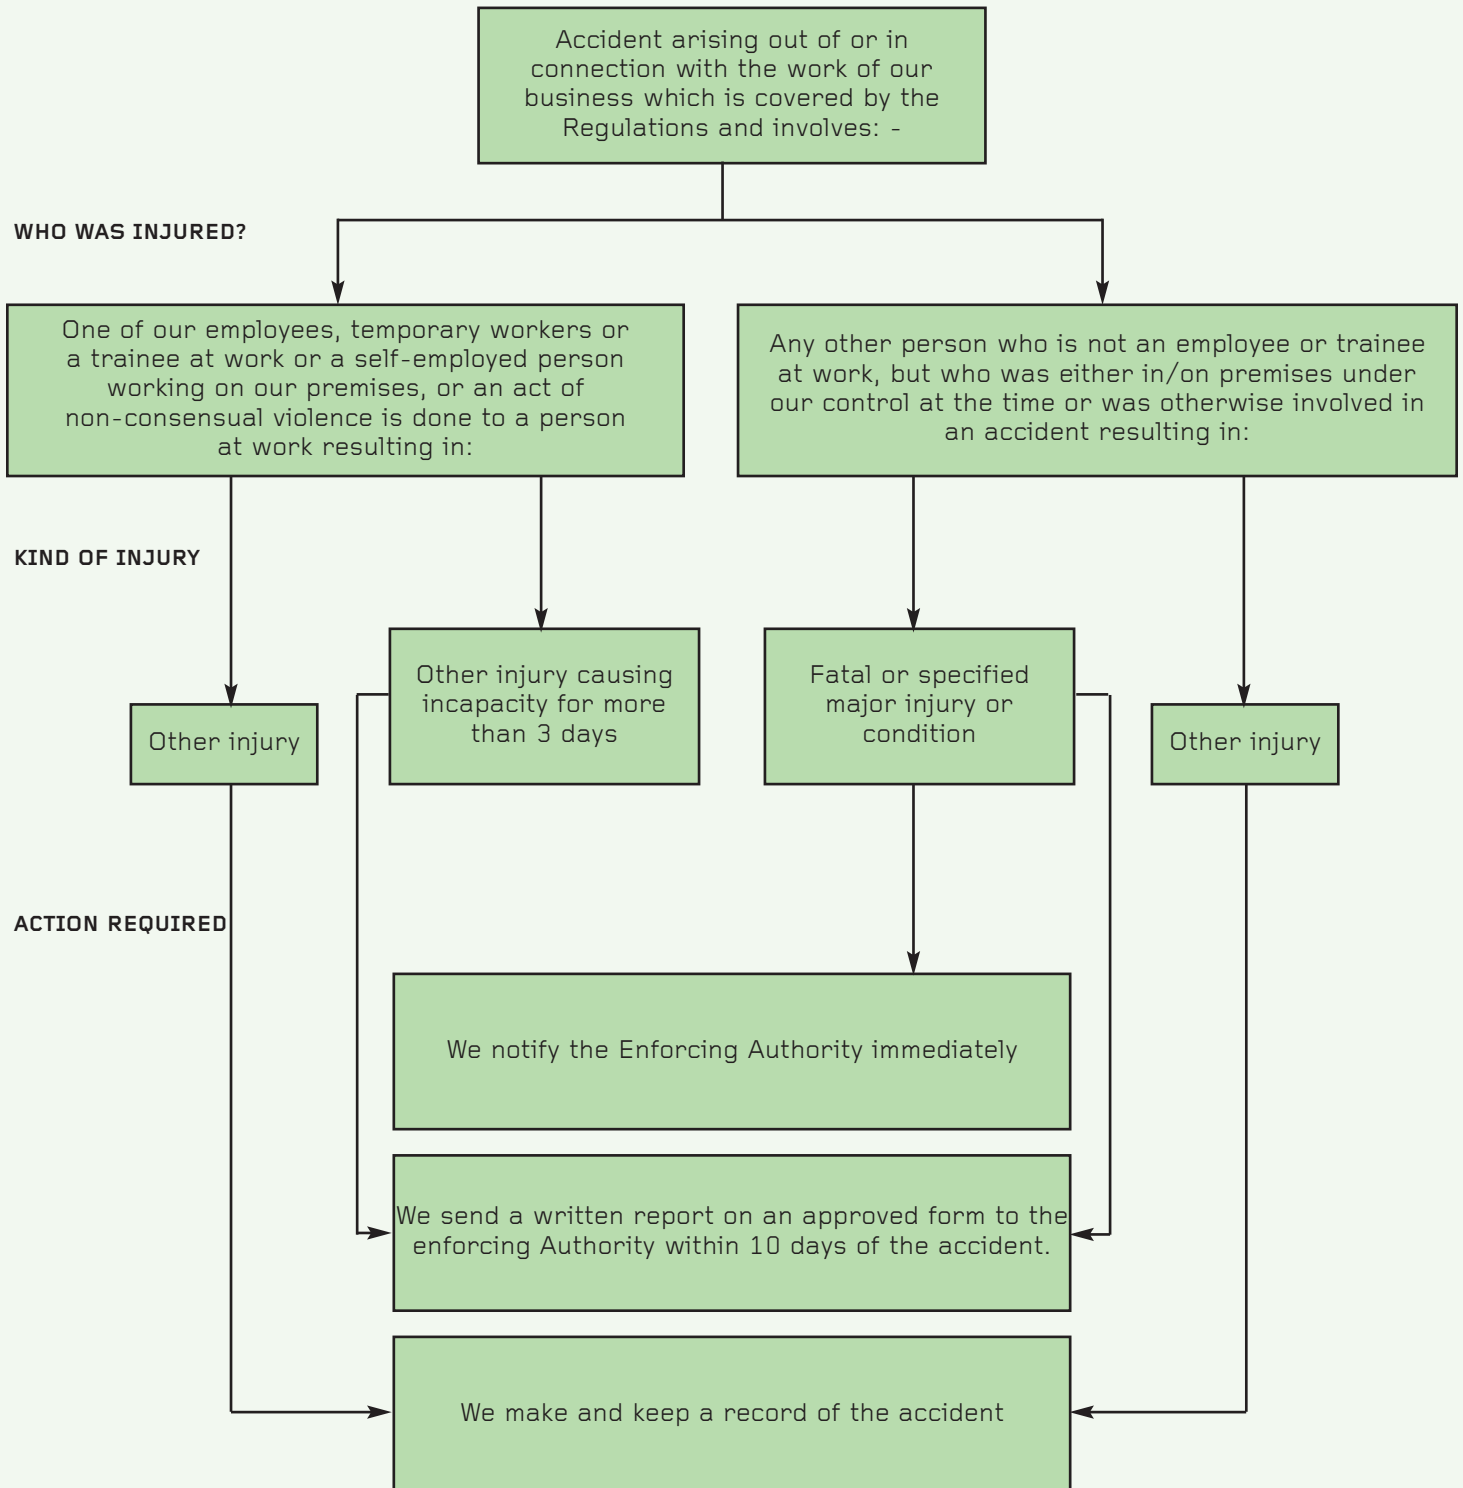 Accident arising out of or in
connection with the work of our
business which is covered by the
Regulations and involves: -
WHO WAS INJURED?
One of our employees, temporary workers or
a trainee at work or a self-employed person
working on our premises, or an act of
non-consensual violence is done to a person
at work resulting in:
Any other person who is not an employee or trainee
at work, but who was either in/on premises under
our control at the time or was otherwise involved in
an accident resulting in:
KIND OF INJURY
Other injury
Other injury causing
incapacity for more
than 3 days
Fatal or specified
major injury or
condition
Other injury
ACTION REQUIRED
We notify the Enforcing Authority immediately
We send a written report on an approved form to the
enforcing Authority within 10 days of the accident.
We make and keep a record of the accident